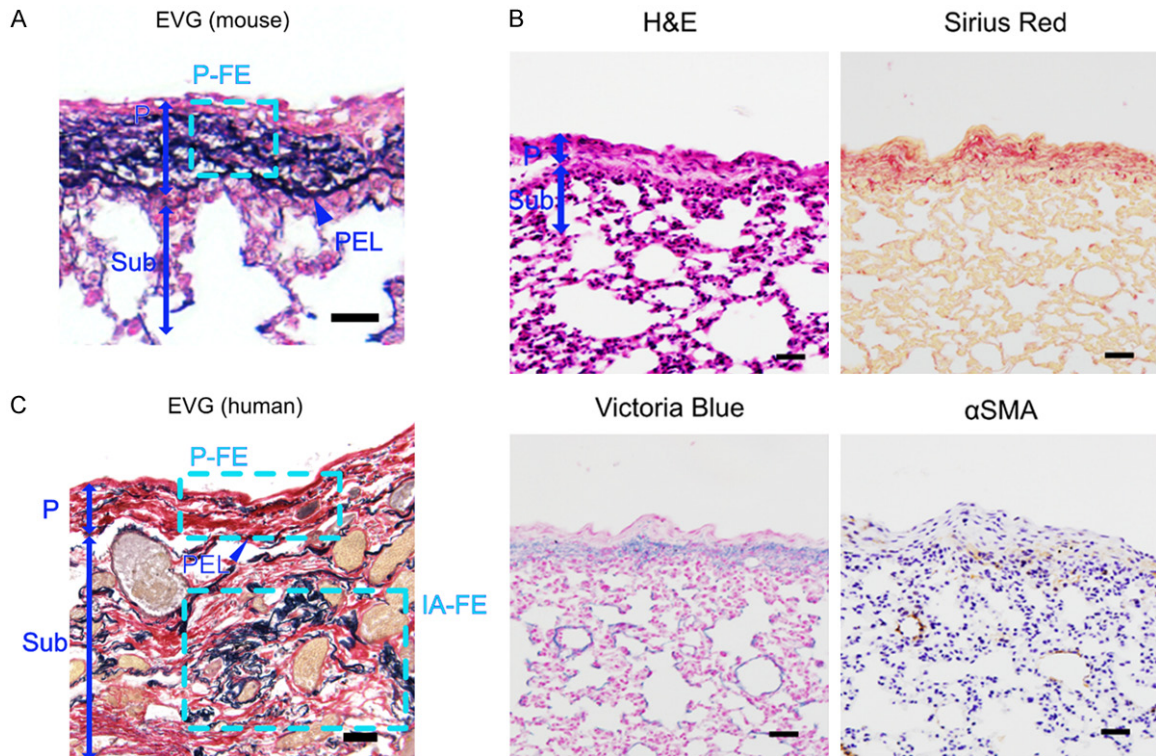 A
EVG (mouse)
P-FE
P
PEL
Sub
B
H&E
Sirius Red
P
Sub
C
EVG (human)
P-FE
P
PEL
IA-FE
Sub
Victoria Blue
αSMA